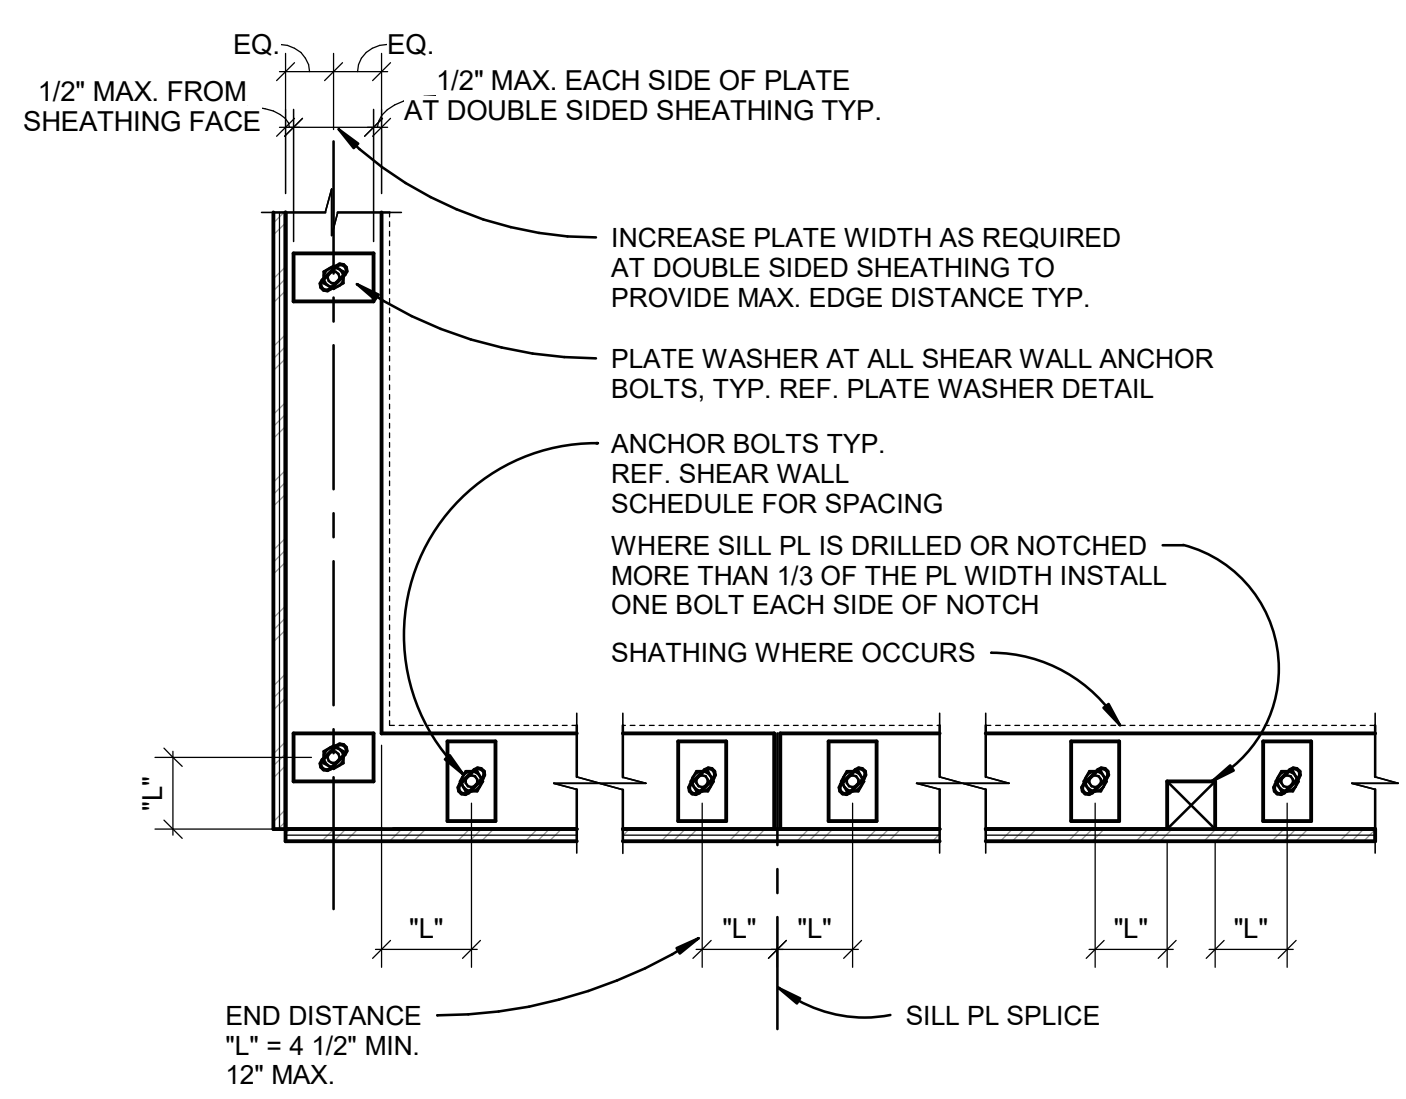 EQ.
EQ.
1/2" MAX. FROM
SHEATHING FACE
1/2" MAX. EACH SIDE OF PLATE
AT DOUBLE SIDED SHEATHING TYP.
INCREASE PLATE WIDTH AS REQUIRED
AT DOUBLE SIDED SHEATHING TO
PROVIDE MAX. EDGE DISTANCE TYP.
PLATE WASHER AT ALL SHEAR WALL ANCHOR
BOLTS, TYP. REF. PLATE WASHER DETAIL
ANCHOR BOLTS TYP.
REF. SHEAR WALL
SCHEDULE FOR SPACING
WHERE SILL PL IS DRILLED OR NOTCHED
MORE THAN 1/3 OF THE PL WIDTH INSTALL
ONE BOLT EACH SIDE OF NOTCH
SHATHING WHERE OCCURS
"L"
"L"
"L"
"L"
"L"
"L"
END DISTANCE
"L" = 4 1/2" MIN.
12" MAX.
SILL PL SPLICE